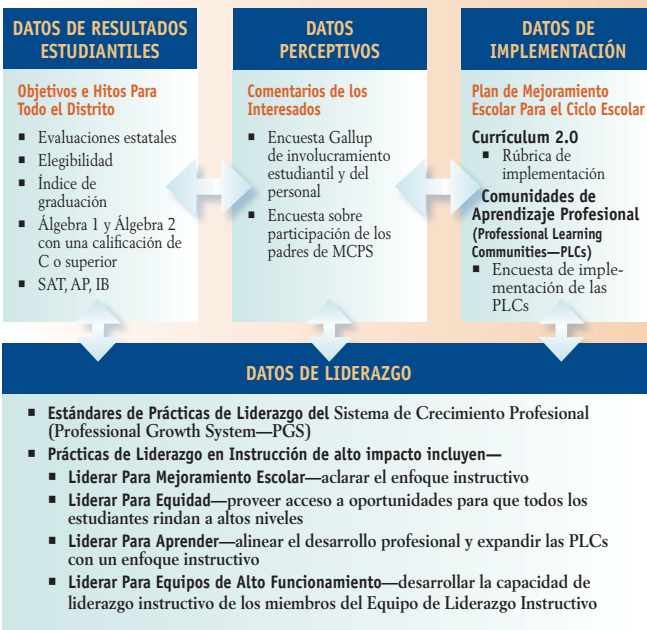 DATOS DE RESULTADOS
ESTUDIANTILES
Objetivos e Hitos Para
Todo el Distrito
■ Evaluaciones estatales
■ Elegibilidad
■ Índice de
graduación
■ Álgebra 1 y Álgebra 2
con una calificación de
C o superior
■ SAT, AP, IB
DATOS
PERCEPTIVOS
Comentarios de los
Interesados
■ Encuesta Gallup
de involucramiento
estudiantil y del
personal
■ Encuesta sobre
participación de los
padres de MCPS
DATOS DE
IMPLEMENTACIÓN
Plan de Mejoramiento
Escolar Para el Ciclo Escolar
Currículum 2.0
■ Rúbrica de
implementación
Comunidades de
Aprendizaje Profesional
(Professional Learning
Communities—PLCs)
■ Encuesta de imple-
mentación de las
PLCs
DATOS DE LIDERAZGO
■ Estándares de Prácticas de Liderazgo del Sistema de Crecimiento Profesional
(Professional Growth System—PGS)
■ Prácticas de Liderazgo en Instrucción de alto impacto incluyen—
■ Liderar Para Mejoramiento Escolar—aclarar el enfoque instructivo
■ Liderar Para Equidad—proveer acceso a oportunidades para que todos los
estudiantes rindan a altos niveles
■ Liderar Para Aprender—alinear el desarrollo profesional y expandir las PLCs
con un enfoque instructivo
■ Liderar Para Equipos de Alto Funcionamiento—desarrollar la capacidad de
liderazgo instructivo de los miembros del Equipo de Liderazgo Instructivo